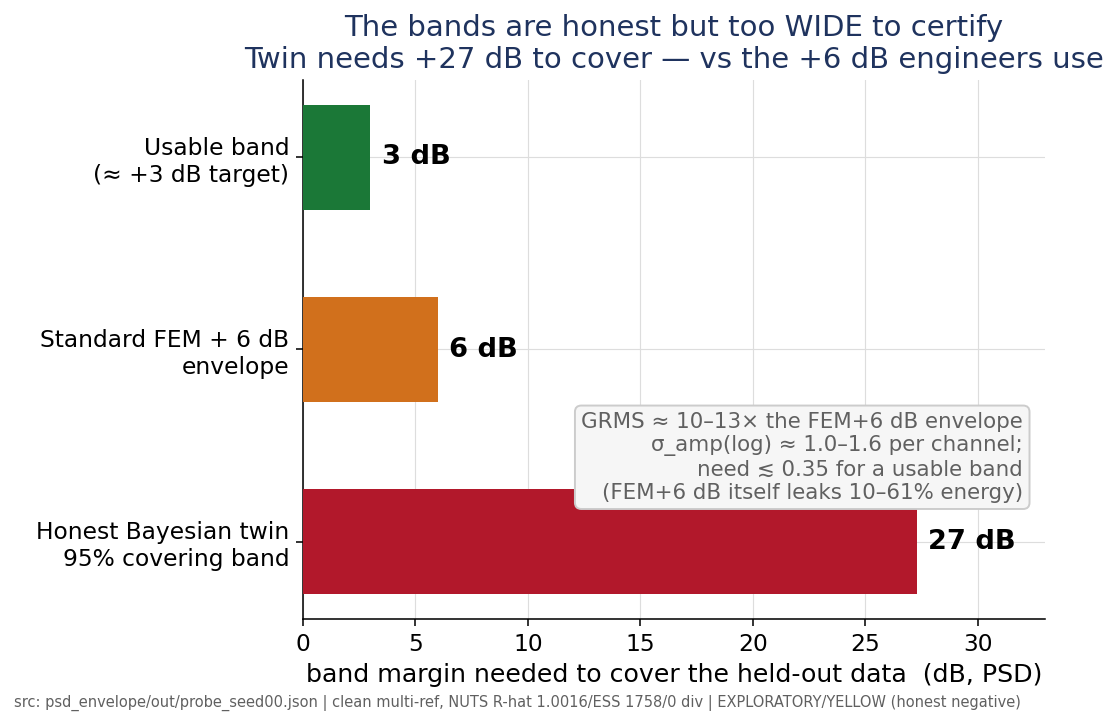 The bands are honest but too WIDE to certify
Twin needs +27 dB to cover — vs the +6 dB engineers use
Usable band
(≈ +3 dB target)
3 dB
Standard FEM + 6 dB
envelope
6 dB
GRMS ≈ 10–13× the FEM+6 dB envelope
σ_amp(log) ≈ 1.0–1.6 per channel;
need ≲ 0.35 for a usable band
(FEM+6 dB itself leaks 10–61% energy)
Honest Bayesian twin
95% covering band
27 dB
0 5 10 15 20 25 30
band margin needed to cover the held-out data (dB, PSD)
src: psd_envelope/out/probe_seed00.json | clean multi-ref, NUTS R-hat 1.0016/ESS 1758/0 div | EXPLORATORY/YELLOW (honest negative)